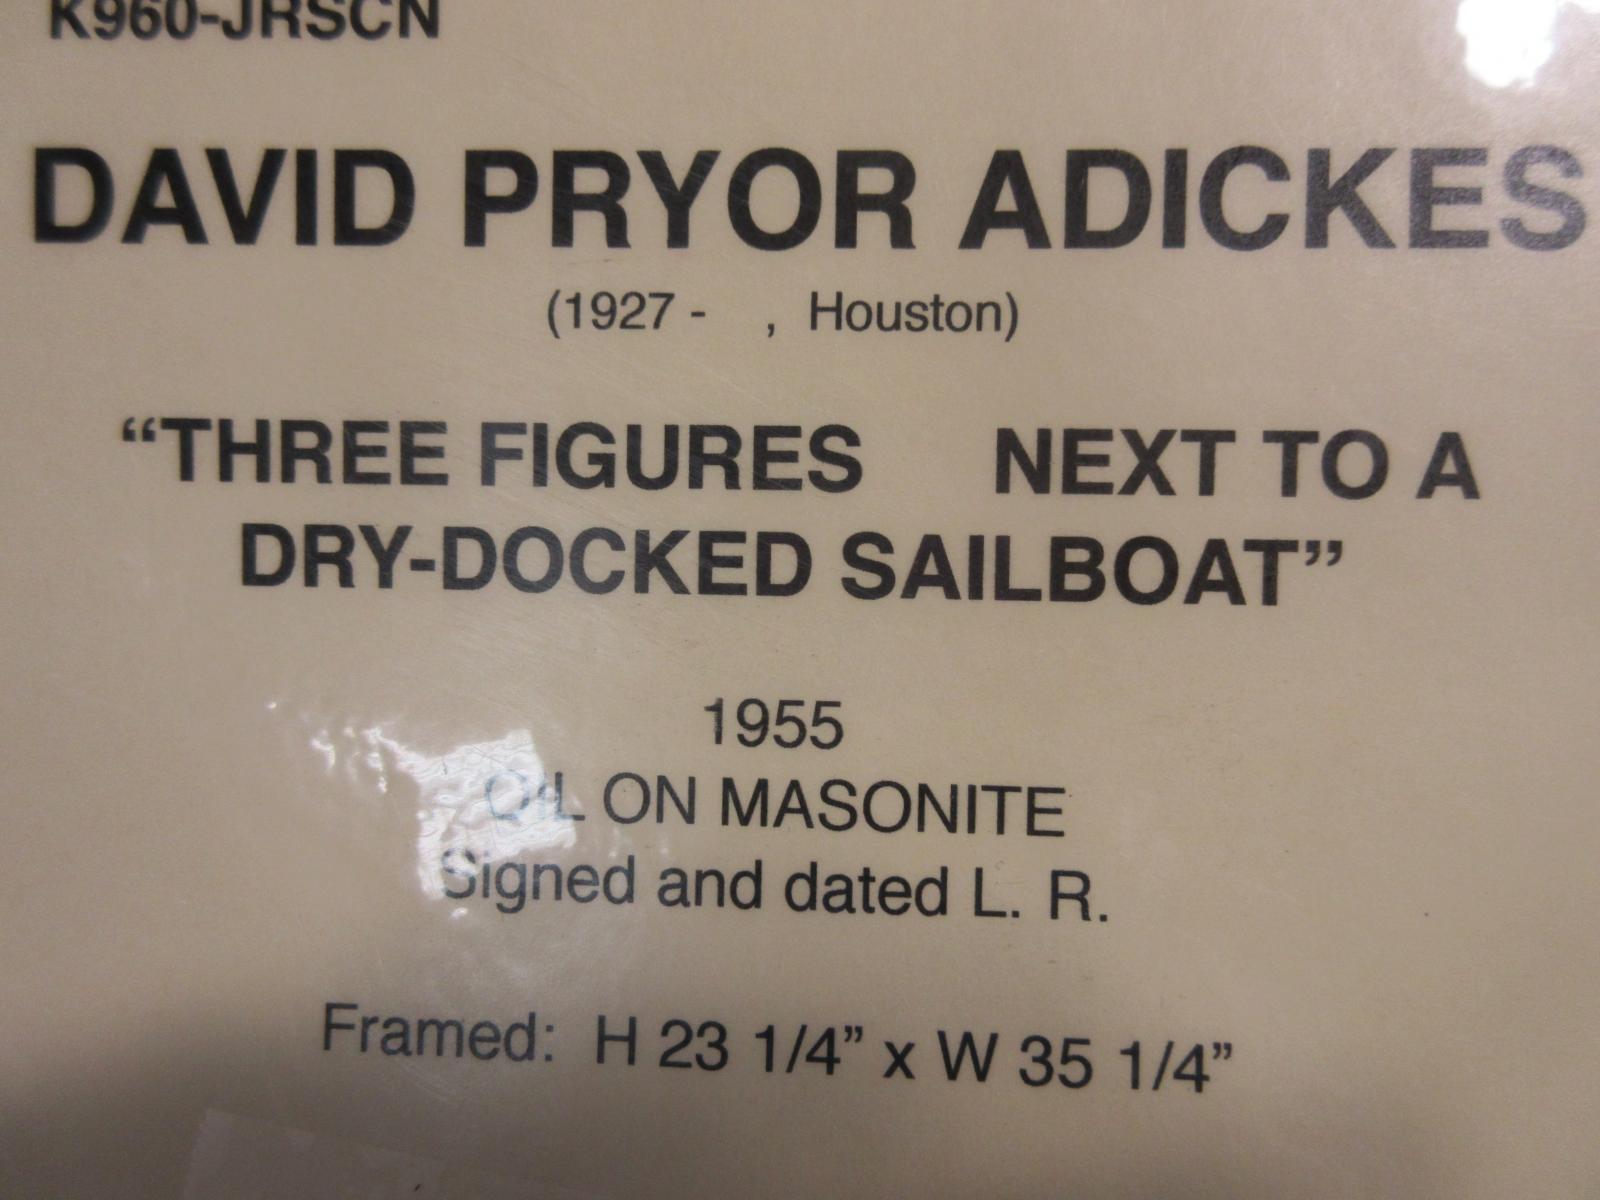 K960-JRSCN
DAVID PRYOR ADICKES
(1927 - , Houston)
“THREE FIGURES NEXT TO A
DRY-DOCKED SAILBOAT”
1955
OIL ON MASONITE
Signed and dated L. R.
Framed: H 23 1/4” x W 35 1/4”